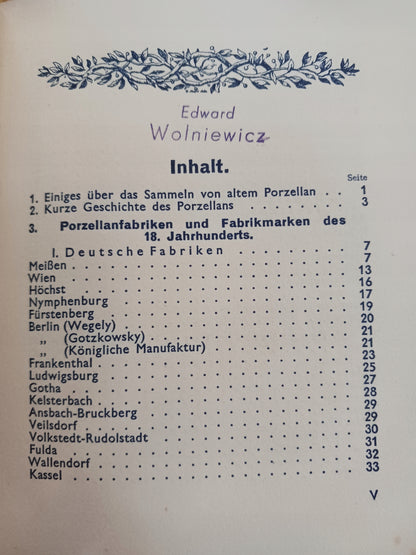 Edward
Wolniewicz
Inhalt.
Seite
1. Einiges über das Sammeln von altem Porzellan . . 1
2. Kurze Geschichte des Porzellans . . . . . . . . . 3
3. Porzellanfabriken und Fabrikmarken des
18. Jahrhunderts.
I. Deutsche Fabriken . . . . . . . . . . 7
Meißen . . . . . . . . . . . . . . . . . 7
Wien . . . . . . . . . . . . . . . . . 13
Höchst . . . . . . . . . . . . . . . . . 16
Nymphenburg . . . . . . . . . . . . . . 17
Fürstenberg . . . . . . . . . . . . . . 19
Berlin (Wegely) . . . . . . . . . . . . . 20
„ (Gotzkowsky) . . . . . . . . . . . 21
„ (Königliche Manufaktur) . . . . . . . 21
Frankenthal . . . . . . . . . . . . . . 23
Ludwigsburg . . . . . . . . . . . . . . 25
Gotha . . . . . . . . . . . . . . . . . 27
Kelsterbach . . . . . . . . . . . . . . 28
Ansbach-Bruckberg . . . . . . . . . . . 29
Veilsdorf . . . . . . . . . . . . . . . 29
Volkstedt-Rudolstadt . . . . . . . . . . 30
Fulda . . . . . . . . . . . . . . . . . 31
Wallendorf . . . . . . . . . . . . . . . 32
Kassel . . . . . . . . . . . . . . . . . 33
V